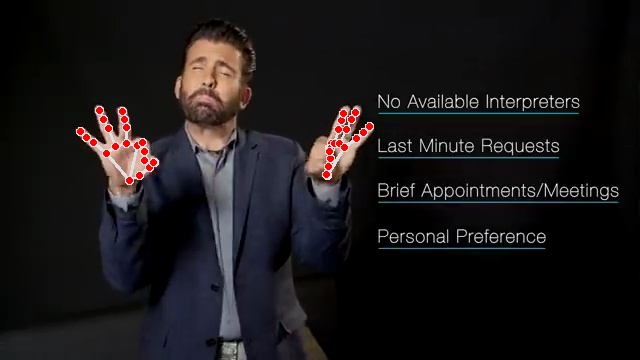 No Available Interpreters
Last Minute Requests
Brief Appointments/Meetings
Personal Preference